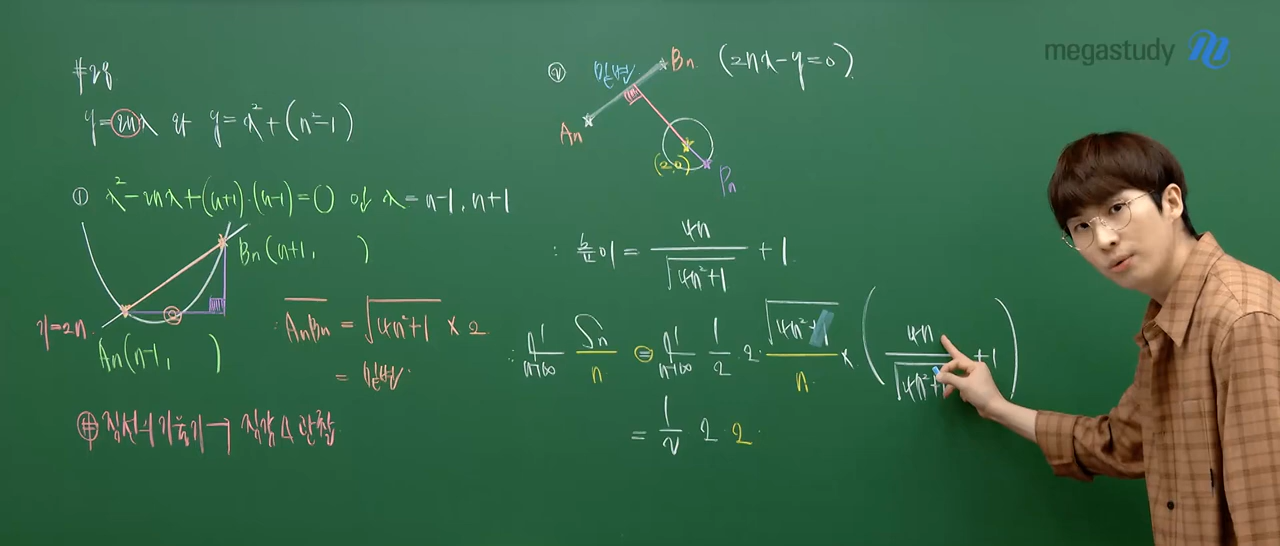 megastudy
#28
y=2nx 와 y=x²+(n²-1)
① x²-2nx+(n+1)·(n-1)=0 에 x=n-1, n+1
Bn(n+1, )
기=2n
An(n-1, )
∴ AnBn = √4n²+1 × 2
= 밑변
# 직선의 기울기 → 직각△ 관찰
② 밑변 Bn (2nx-y=0)
An
(2,0)
Pn
∴ 높이 = 4n/√4n²+1 + 1
∴ lim n→∞ Sn/n = lim n→∞ 1/2 · 2 · √4n²+1/n × (4n/√4n²+1 + 1)
= 1/2 · 2 · 2